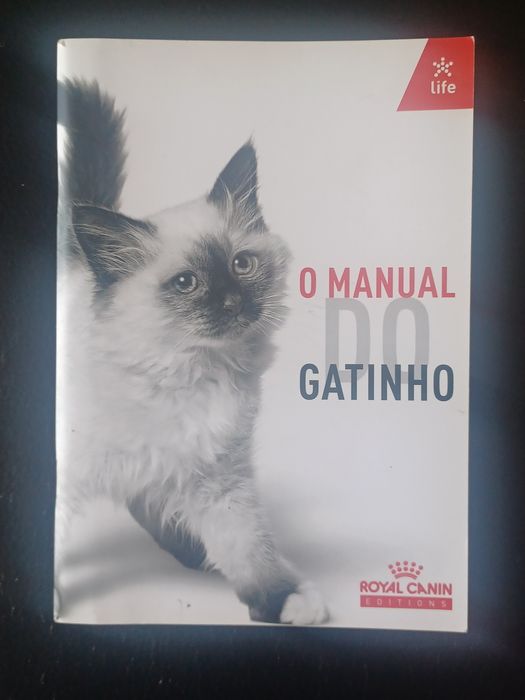 life
O MANUAL
DO
GATINHO
ROYAL CANIN
EDITIONS